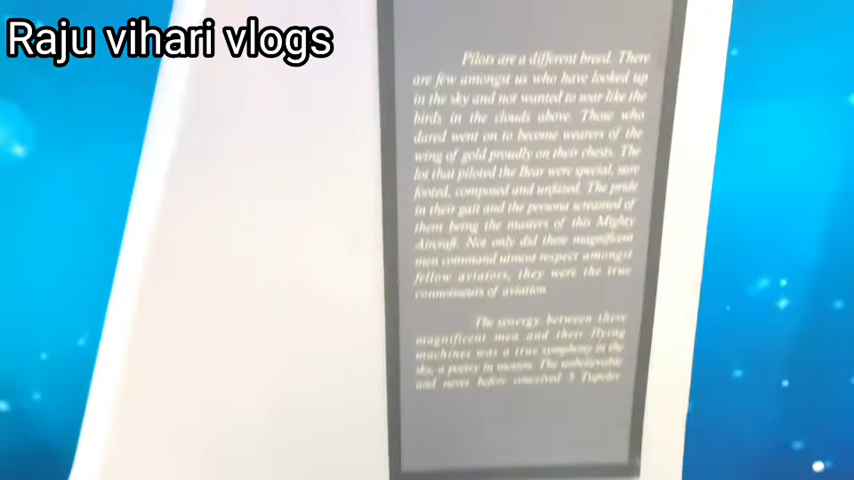 Raju vihari vlogs
Pilots are a different breed. There
are few amongst us who have looked up
in the sky and not wanted to soar like the
birds in the clouds above. Those who
dared went on to become wearers of the
wing of gold proudly on their chests. The
lot that piloted the Bear were special, sure
footed, composed and unfazed. The pride
in their gait and the persona screamed of
them being the masters of this Mighty
Aircraft. Not only did these magnificent
men command utmost respect amongst
fellow aviators, they were the true
connoisseurs of aviation.
The synergy between these
magnificent men and their flying
machines was a true symphony in the
sky, a poetry in motion. The unbelievable
and never before conceived 3 Tupolev